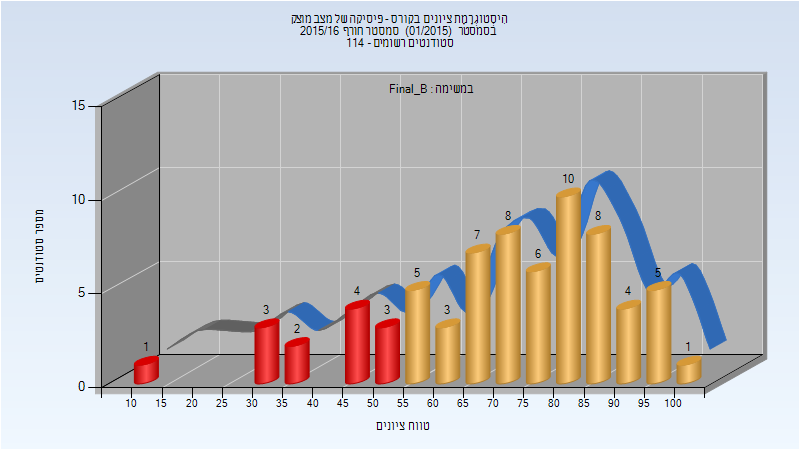 היסטוגרמת ציונים בקורס - פיסיקה של מצב מוצק
בסמסטר (01/2015) סמסטר חורף 2015/16
סטודנטים רשומים - 114
במשימה : Final_B
15
10
5
0
מספר סטודנטים
1
3
2
4
3
5
3
7
8
6
10
8
4
5
1
10 15 20 25 30 35 40 45 50 55 60 65 70 75 80 85 90 95 100
טווח ציונים